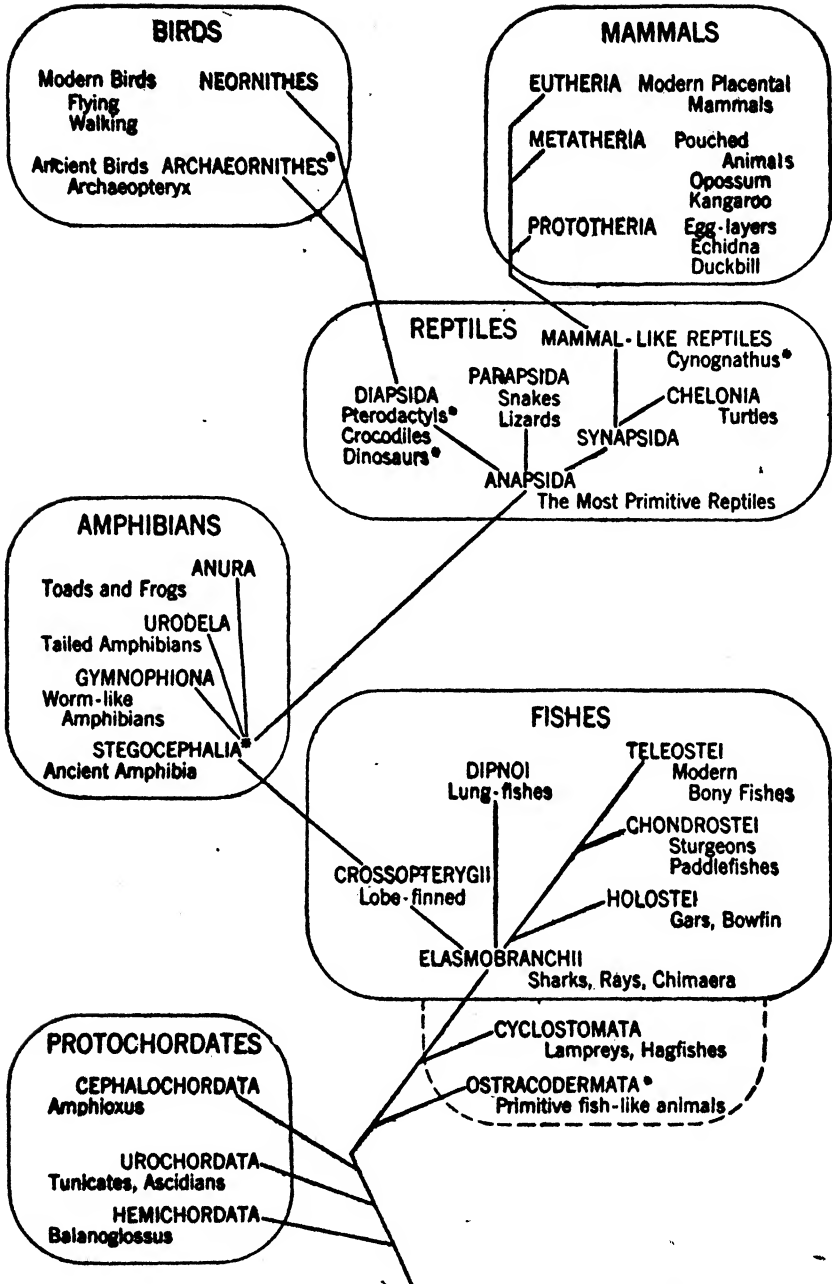 BIRDS
Modern Birds NEORNITHES
Flying
Walking
Ancient Birds ARCHAEORNITHES*
Archaeopteryx
MAMMALS
EUTHERIA Modern Placental
Mammals
METATHERIA Pouched
Animals
Opossum
Kangaroo
PROTOTHERIA Egg-layers
Echidna
Duckbill
REPTILES
MAMMAL-LIKE REPTILES
Cynognathus*
PARAPSIDA
Snakes
Lizards
DIAPSIDA
Pterodactyls*
Crocodiles
Dinosaurs*
CHELONIA
Turtles
SYNAPSIDA
ANAPSIDA
The Most Primitive Reptiles
AMPHIBIANS
ANURA
Toads and Frogs
URODELA
Tailed Amphibians
GYMNOPHIONA
Worm-like
Amphibians
STEGOCEPHALIA*
Ancient Amphibia
FISHES
TELEOSTEI
Modern
Bony Fishes
DIPNOI
Lung-fishes
CHONDROSTEI
Sturgeons
Paddlefishes
CROSSOPTERYGII
Lobe-finned
HOLOSTEI
Gars, Bowfin
ELASMOBRANCHII
Sharks, Rays, Chimaera
CYCLOSTOMATA
Lampreys, Hagfishes
OSTRACODERMATA*
Primitive fish-like animals
PROTOCHORDATES
CEPHALOCHORDATA
Amphioxus
UROCHORDATA
Tunicates, Ascidians
HEMICHORDATA
Balanoglossus